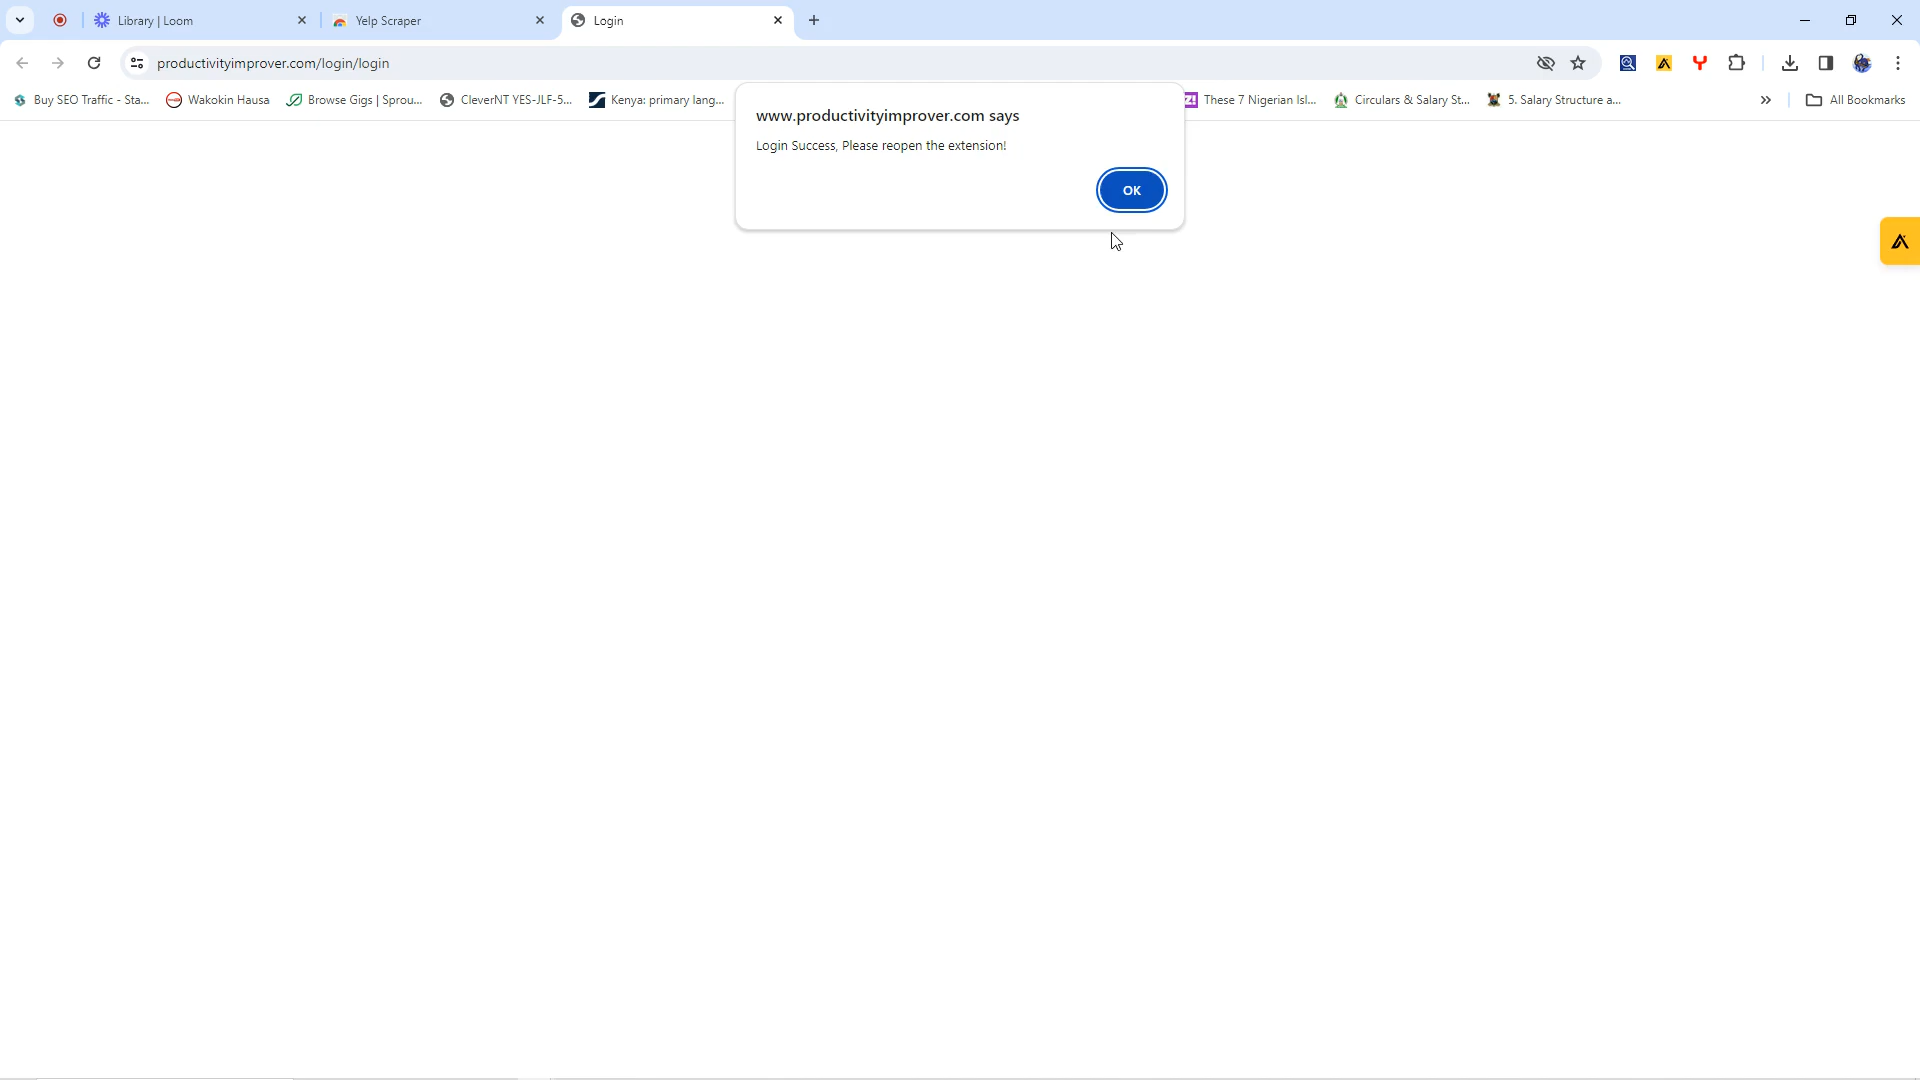 Library | Loom
Yelp Scraper
Login
productivityimprover.com/login/login
Buy SEO Traffic - Sta...
Wakokin Hausa
Browse Gigs | Sprou...
CleverNT YES-JLF-5...
Kenya: primary lang...
These 7 Nigerian Isl...
Circulars & Salary St...
5. Salary Structure a...
All Bookmarks
www.productivityimprover.com says
Login Success, Please reopen the extension!
OK